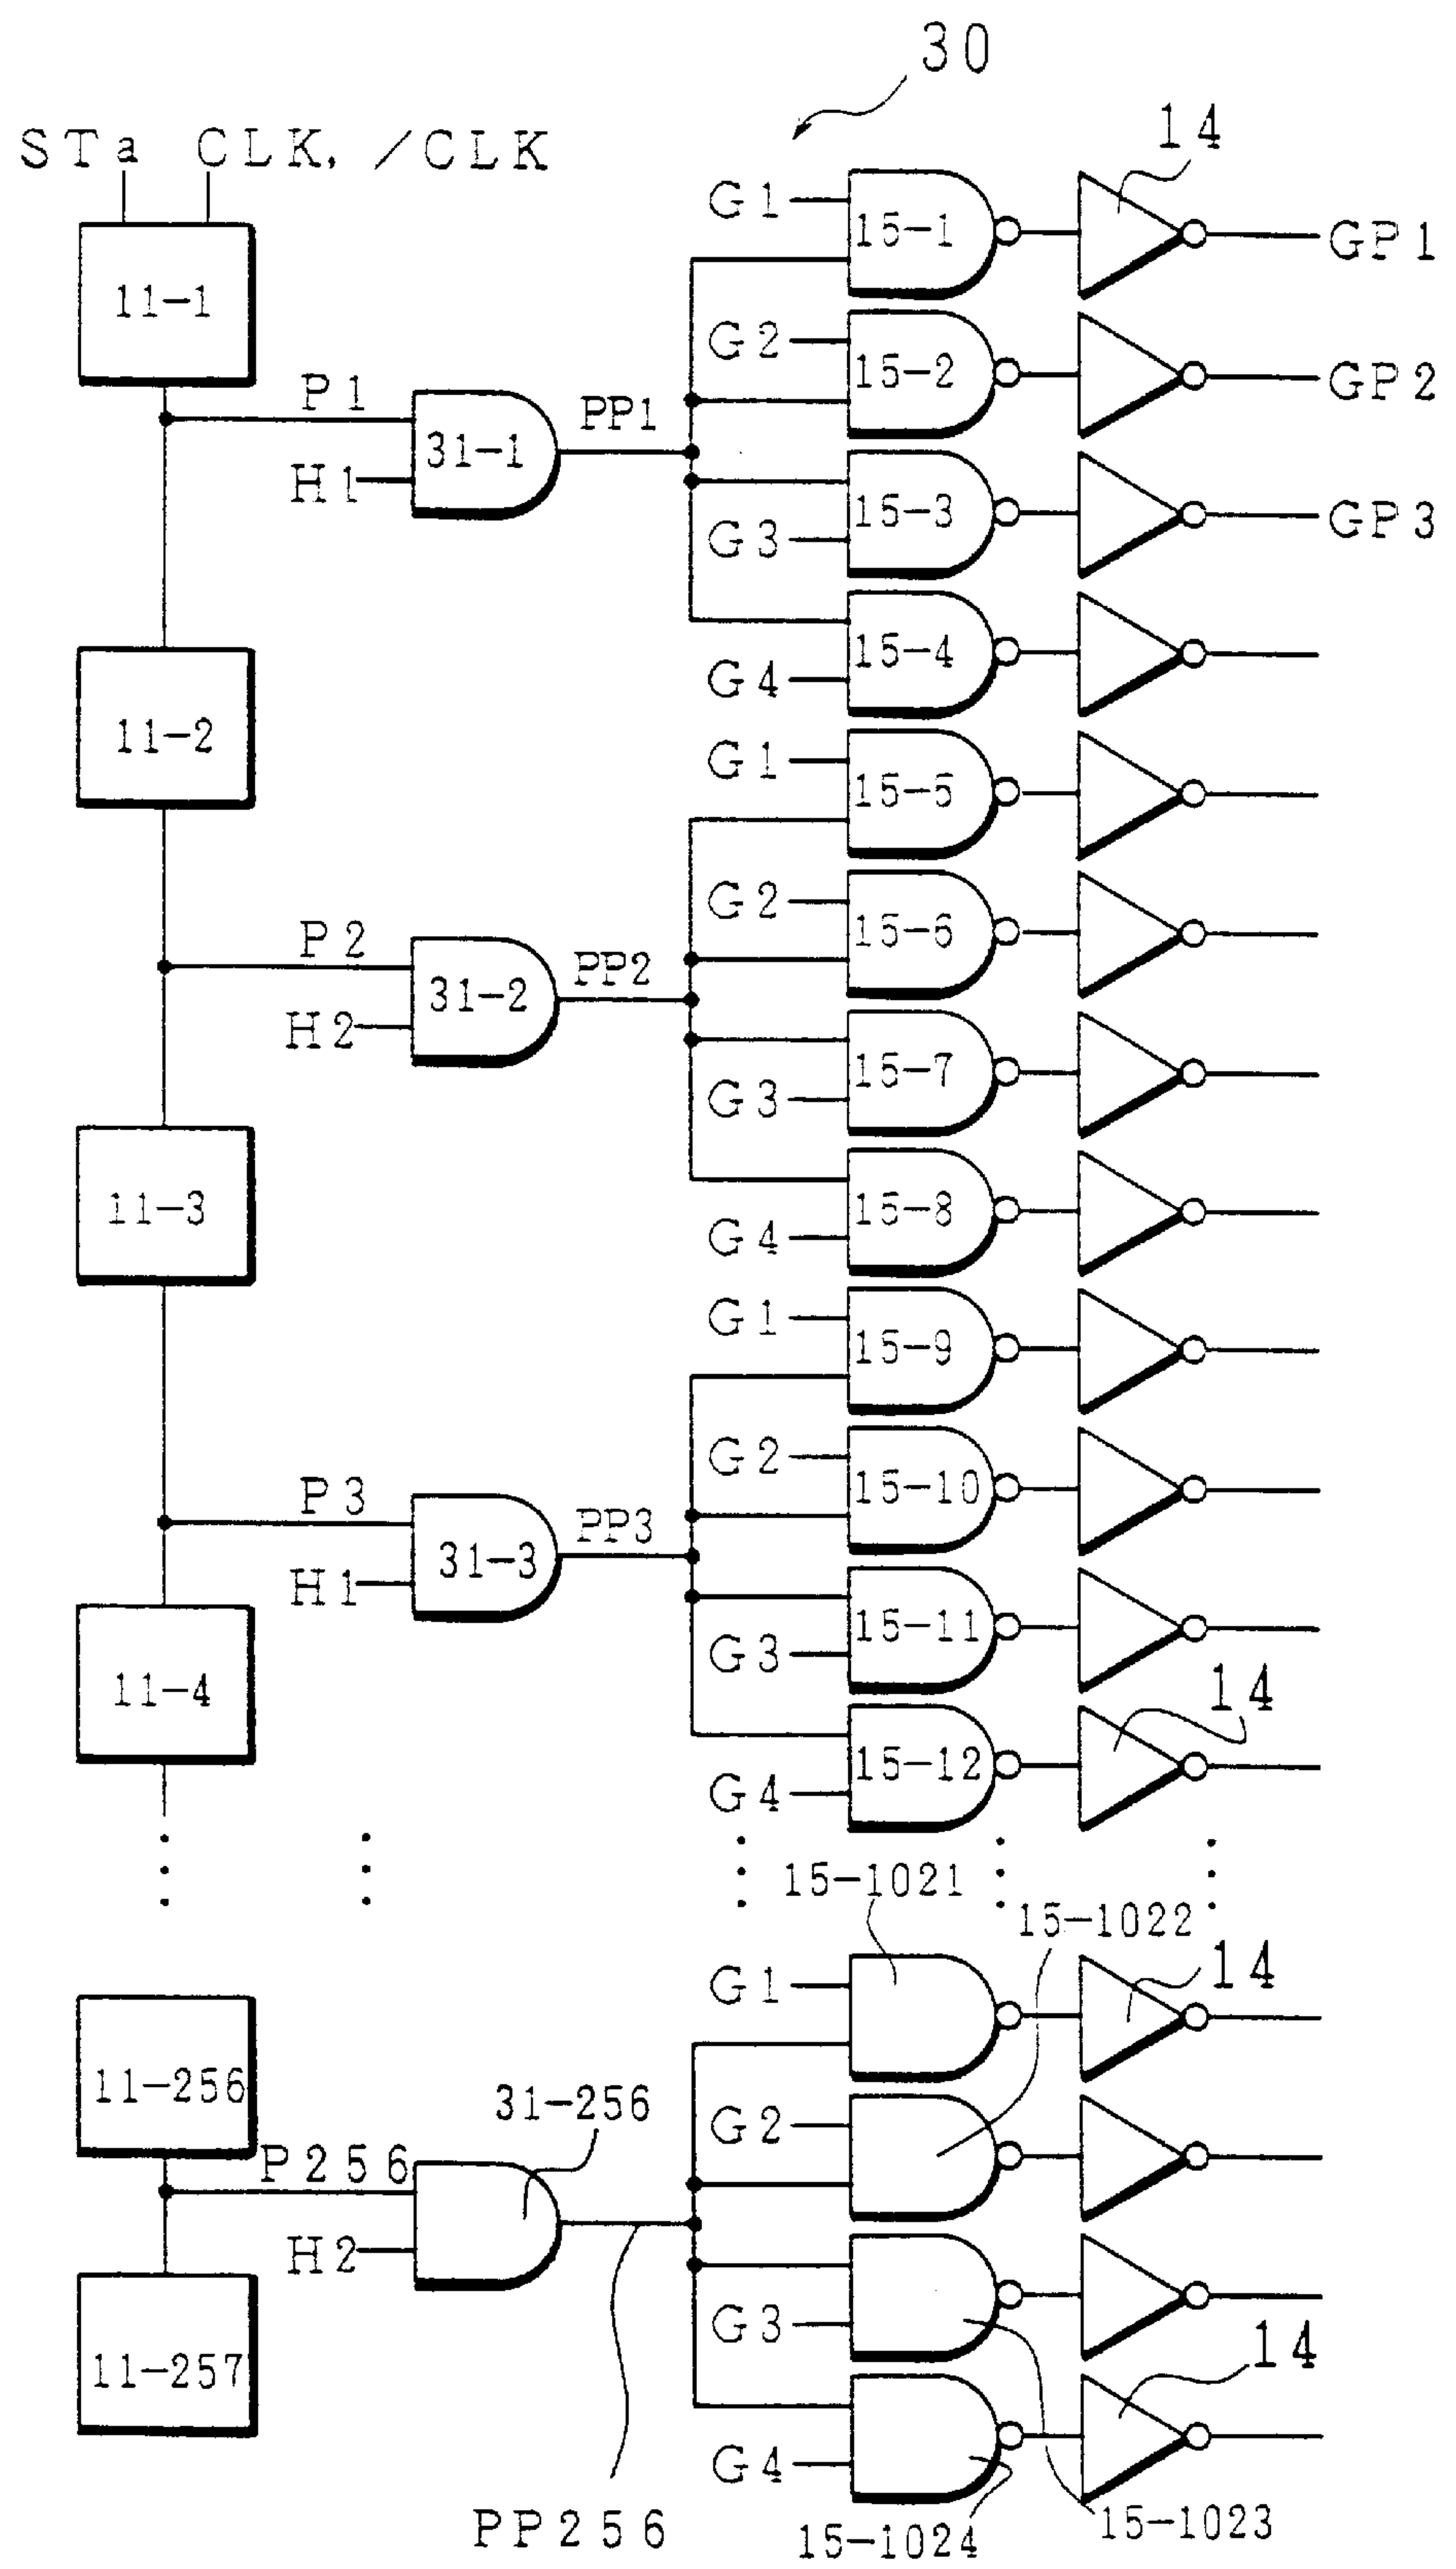 30
STa CLK, /CLK
14
G1
15-1
GP1
11-1
G2
15-2
GP2
P1
PP1
31-1
H1
15-3
G3
GP3
15-4
G4
11-2
G1
15-5
G2
15-6
P2
PP2
31-2
H2
15-7
G3
11-3
15-8
G4
G1
15-9
G2
15-10
P3
PP3
31-3
H1
15-11
G3
11-4
14
15-12
G4
15-1021
15-1022
G1
14
11-256
31-256
G2
P256
H2
G3
11-257
14
G4
PP256
15-1024
15-1023